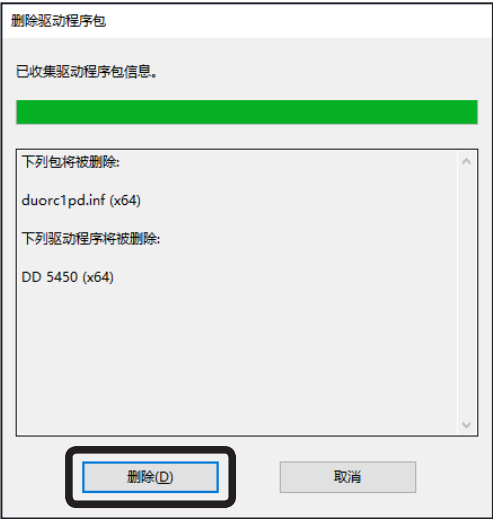 删除驱动程序包
已收集驱动程序包信息。
下列包将被删除:
duorc1pd.inf (x64)
下列驱动程序将被删除:
DD 5450 (x64)
删除(D)
取消